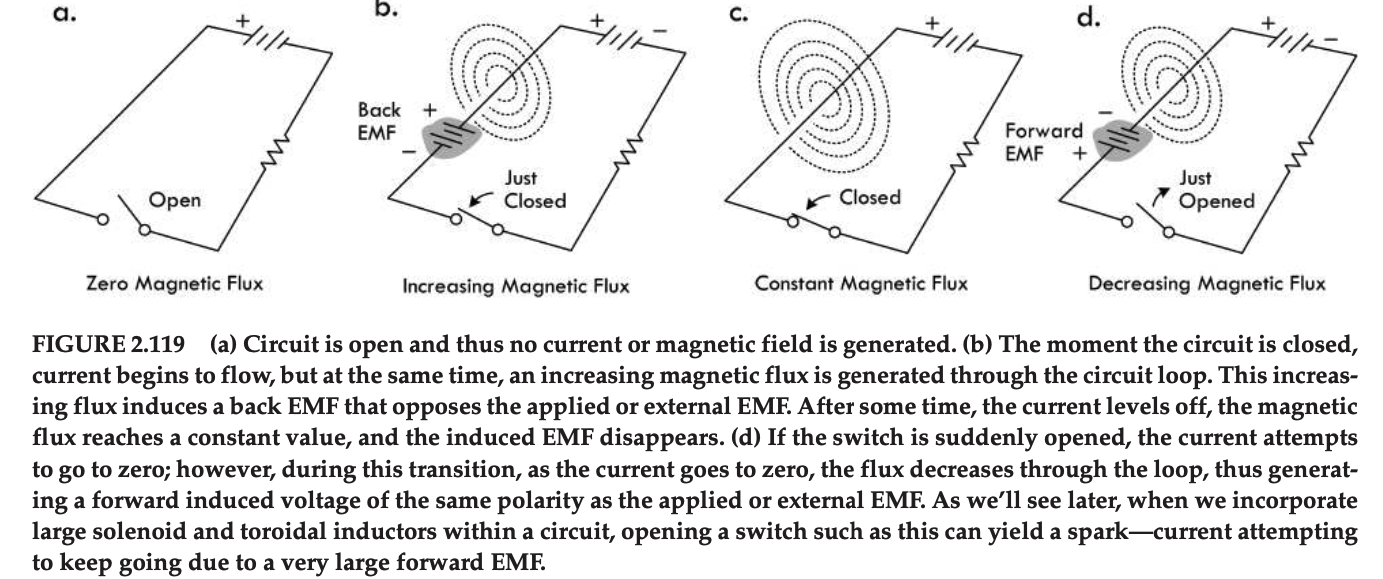 a.
b.
c.
d.
+
+ −
+
+ −
Back
EMF
+
−
Forward
EMF
−
+
Open
Just
Closed
Closed
Just
Opened
Zero Magnetic Flux
Increasing Magnetic Flux
Constant Magnetic Flux
Decreasing Magnetic Flux
FIGURE 2.119 (a) Circuit is open and thus no current or magnetic field is generated. (b) The moment the circuit is closed,
current begins to flow, but at the same time, an increasing magnetic flux is generated through the circuit loop. This increas-
ing flux induces a back EMF that opposes the applied or external EMF. After some time, the current levels off, the magnetic
flux reaches a constant value, and the induced EMF disappears. (d) If the switch is suddenly opened, the current attempts
to go to zero; however, during this transition, as the current goes to zero, the flux decreases through the loop, thus generat-
ing a forward induced voltage of the same polarity as the applied or external EMF. As we’ll see later, when we incorporate
large solenoid and toroidal inductors within a circuit, opening a switch such as this can yield a spark—current attempting
to keep going due to a very large forward EMF.